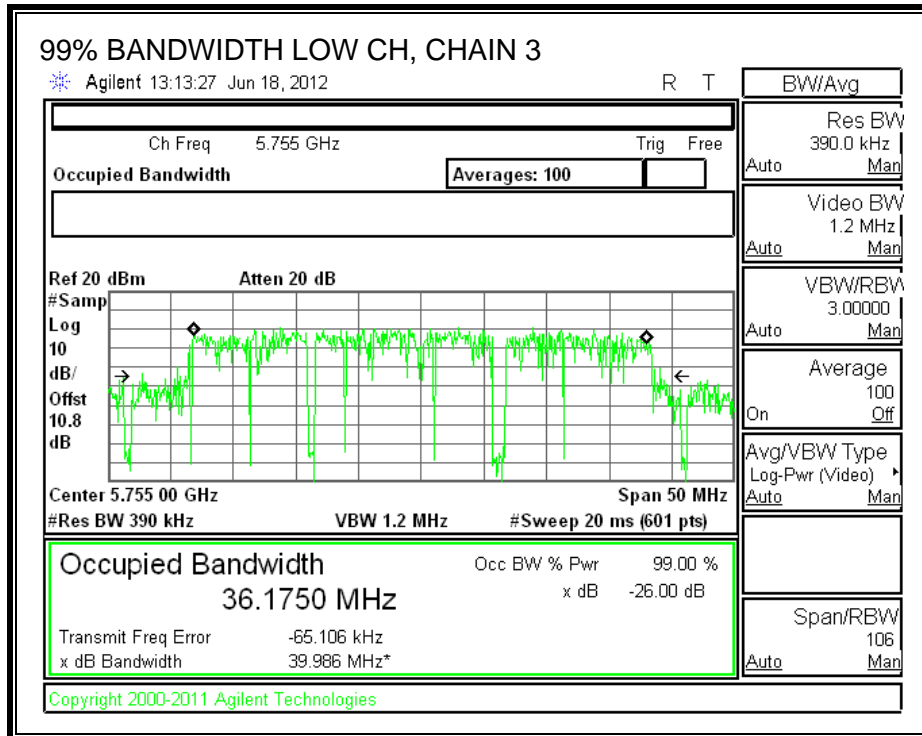 99% BANDWIDTH LOW CH, CHAIN 3
Agilent 13:13:27 Jun 18, 2012 R T
Ch Freq 5.755 GHz Trig Free
Occupied Bandwidth Averages: 100
Ref 20 dBm Atten 20 dB
#Samp
Log
10
dB/
Offst
10.8
dB
Center 5.755 00 GHz Span 50 MHz
#Res BW 390 kHz VBW 1.2 MHz #Sweep 20 ms (601 pts)
Occupied Bandwidth Occ BW % Pwr 99.00 %
36.1750 MHz x dB -26.00 dB
Transmit Freq Error -65.106 kHz
x dB Bandwidth 39.986 MHz*
Copyright 2000-2011 Agilent Technologies
BW/Avg
Res BW
390.0 kHz
Auto Man
Video BW
1.2 MHz
Auto Man
VBW/RBW
3.00000
Auto Man
Average
100
On Off
Avg/VBW Type
Log-Pwr (Video)
Auto Man
Span/RBW
106
Auto Man